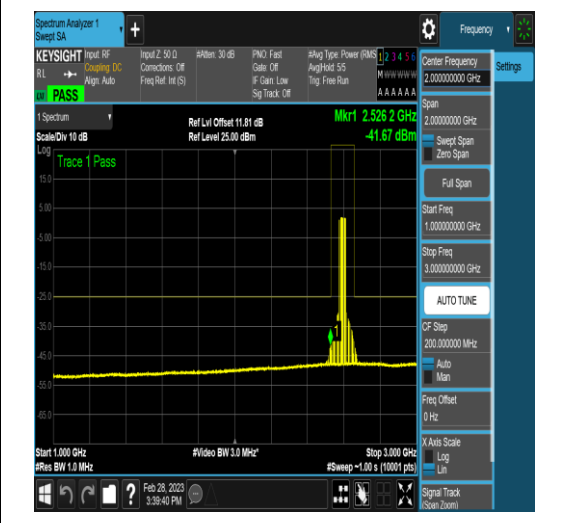 Spectrum Analyzer 1
Swept SA
+
Frequency
KEYSIGHT
RL
PASS
Input: RF
Coupling: DC
Align: Auto
Input Z: 50 Ω
Corrections: Off
Freq Ref: Int (S)
#Atten: 30 dB
PNO: Fast
Gate: Off
IF Gain: Low
Sig Track: Off
#Avg Type: Power (RMS
Avg|Hold: 5/5
Trig: Free Run
1 2 3 4 5 6
M W W W W W
A A A A A A
1 Spectrum
Scale/Div 10 dB
Log
Ref Lvl Offset 11.81 dB
Ref Level 25.00 dBm
Mkr1 2.526 2 GHz
-41.67 dBm
Trace 1 Pass
15.0
5.00
-5.00
-15.0
-25.0
-35.0
-45.0
-55.0
-65.0
1
Start 1.000 GHz
#Res BW 1.0 MHz
#Video BW 3.0 MHz*
Stop 3.000 GHz
#Sweep ~1.00 s (10001 pts)
Center Frequency
2.000000000 GHz
Settings
Span
2.00000000 GHz
Swept Span
Zero Span
Full Span
Start Freq
1.000000000 GHz
Stop Freq
3.000000000 GHz
AUTO TUNE
CF Step
200.000000 MHz
Auto
Man
Freq Offset
0 Hz
X Axis Scale
Log
Lin
Signal Track
(Span Zoom)
?
Feb 28, 2023
3:39:40 PM